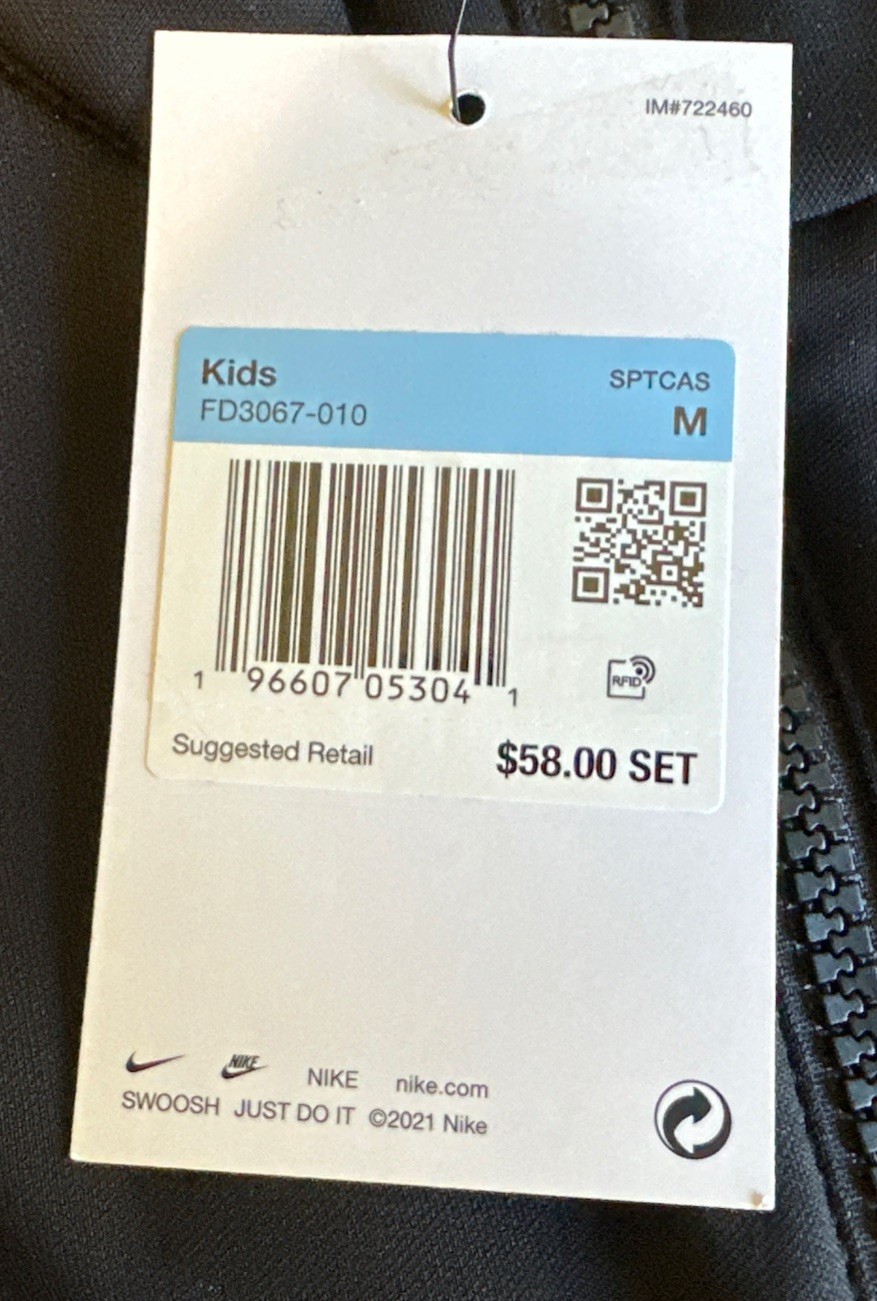 IM#722460
Kids SPTCAS
FD3067-010 M
1 96607 05304 1
RFID
Suggested Retail $58.00 SET
NIKE NIKE nike.com
SWOOSH JUST DO IT ©2021 Nike